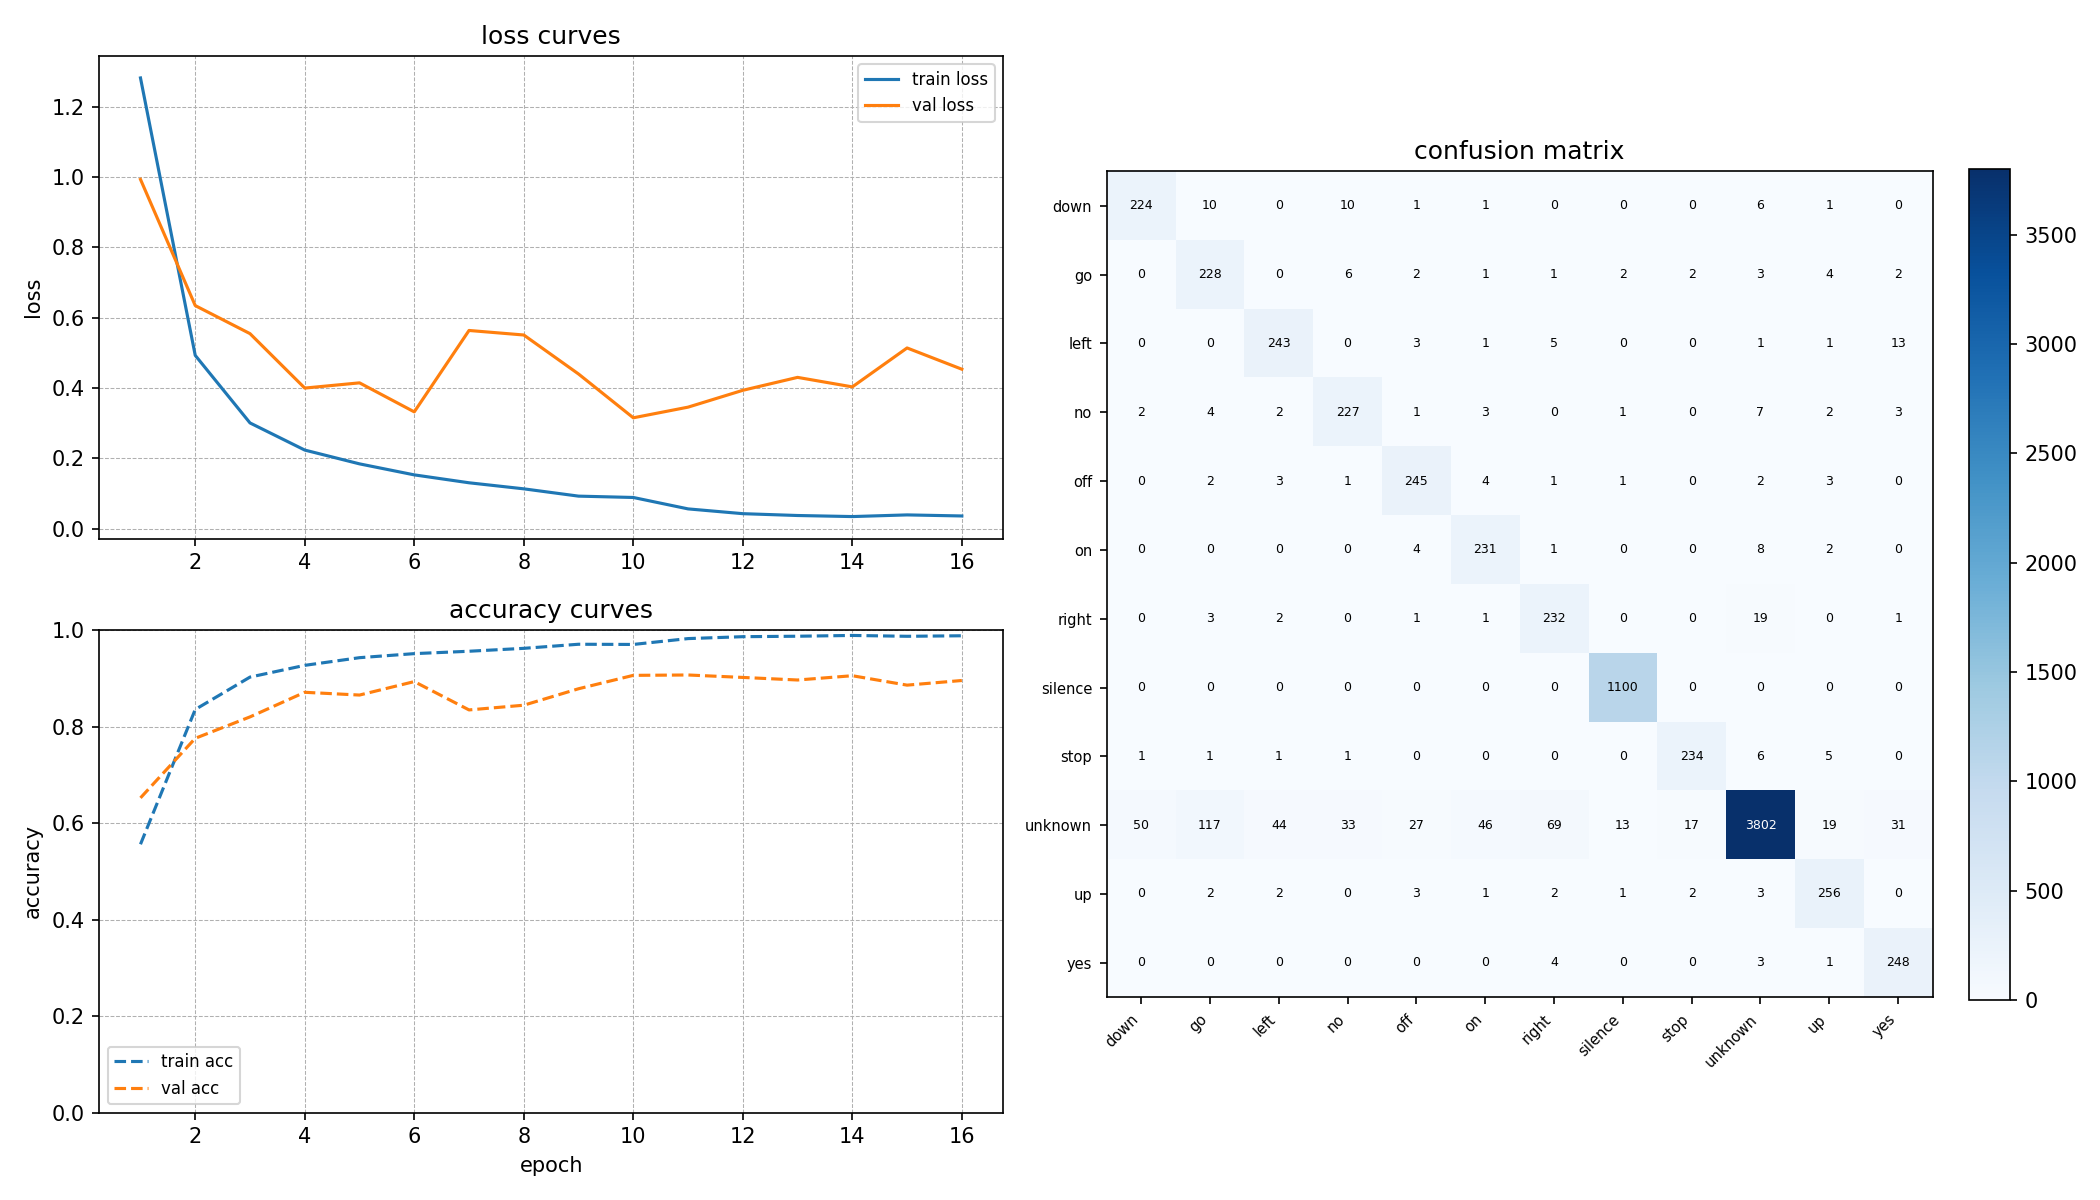 loss curves
loss
1.2
1.0
0.8
0.6
0.4
0.2
0.0
train loss
val loss
2 4 6 8 10 12 14 16
accuracy curves
accuracy
1.0
0.8
0.6
0.4
0.2
0.0
train acc
val acc
2 4 6 8 10 12 14 16
epoch
confusion matrix
down 224 10 0 10 1 1 0 0 0 6 1 0
go 0 228 0 6 2 1 1 2 2 3 4 2
left 0 0 243 0 3 1 5 0 0 1 1 13
no 2 4 2 227 1 3 0 1 0 7 2 3
off 0 2 3 1 245 4 1 1 0 2 3 0
on 0 0 0 0 4 231 1 0 0 8 2 0
right 0 3 2 0 1 1 232 0 0 19 0 1
silence 0 0 0 0 0 0 0 1100 0 0 0 0
stop 1 1 1 1 0 0 0 0 234 6 5 0
unknown 50 117 44 33 27 46 69 13 17 3802 19 31
up 0 2 2 0 3 1 2 1 2 3 256 0
yes 0 0 0 0 0 0 4 0 0 3 1 248
down go left no off on right silence stop unknown up yes
3500
3000
2500
2000
1500
1000
500
0